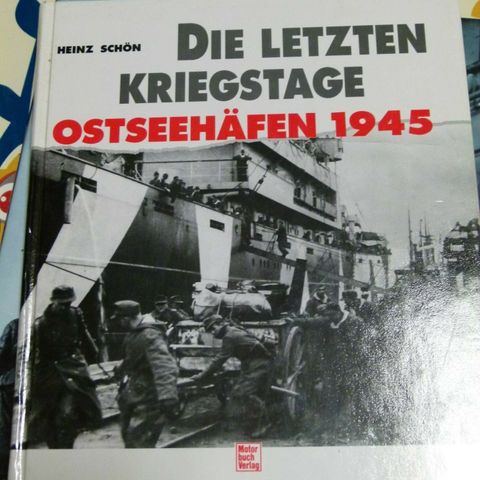 HEINZ SCHÖN
DIE LETZTEN
KRIEGSTAGE
OSTSEEHÄFEN 1945
Motor
buch
Verlag